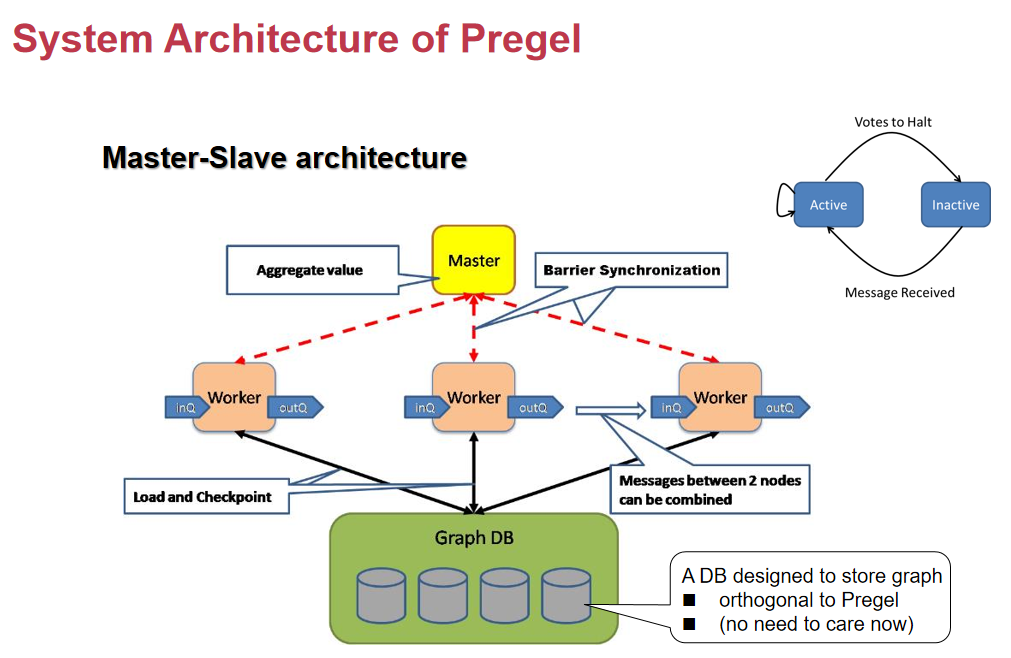 System Architecture of Pregel
Master-Slave architecture
Votes to Halt
Active
Inactive
Message Received
Aggregate value
Master
Barrier Synchronization
inQ
Worker
outQ
inQ
Worker
outQ
inQ
Worker
outQ
Load and Checkpoint
Messages between 2 nodes
can be combined
Graph DB
A DB designed to store graph
■ orthogonal to Pregel
■ (no need to care now)